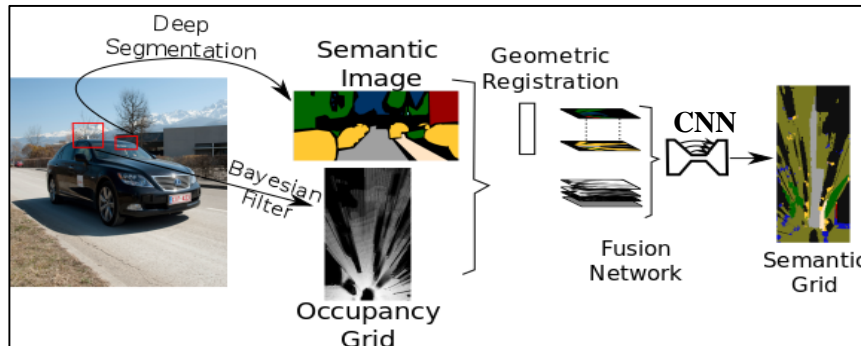 Deep
Segmentation
Semantic
Image
Geometric
Registration
CNN
Bayesian
Filter
Occupancy
Grid
Fusion
Network
Semantic
Grid